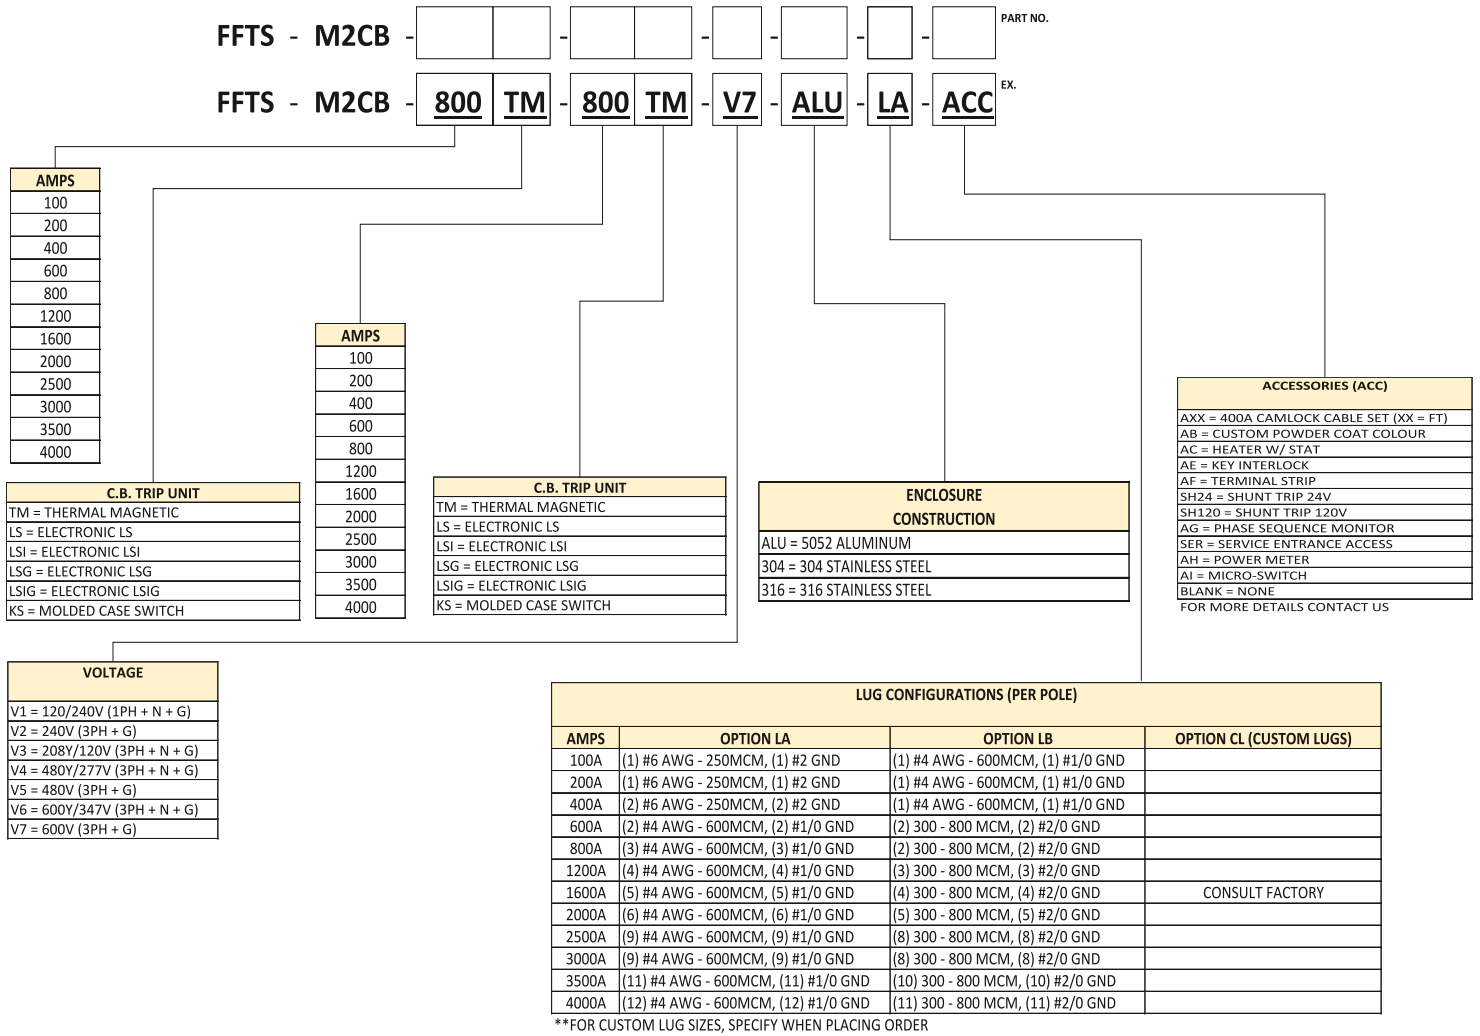 FFTS - M2CB - - - - - - PART NO.
FFTS - M2CB - 800 TM - 800 TM - V7 - ALU - LA - ACC EX.
AMPS
100
200
400
600
800
1200
1600
2000
2500
3000
3500
4000
C.B. TRIP UNIT
TM = THERMAL MAGNETIC
LS = ELECTRONIC LS
LSI = ELECTRONIC LSI
LSG = ELECTRONIC LSG
LSIG = ELECTRONIC LSIG
KS = MOLDED CASE SWITCH
AMPS
100
200
400
600
800
1200
1600
2000
2500
3000
3500
4000
C.B. TRIP UNIT
TM = THERMAL MAGNETIC
LS = ELECTRONIC LS
LSI = ELECTRONIC LSI
LSG = ELECTRONIC LSG
LSIG = ELECTRONIC LSIG
KS = MOLDED CASE SWITCH
ENCLOSURE
CONSTRUCTION
ALU = 5052 ALUMINUM
304 = 304 STAINLESS STEEL
316 = 316 STAINLESS STEEL
ACCESSORIES (ACC)
AXX = 400A CAMLOCK CABLE SET (XX = FT)
AB = CUSTOM POWDER COAT COLOUR
AC = HEATER W/ STAT
AE = KEY INTERLOCK
AF = TERMINAL STRIP
SH24 = SHUNT TRIP 24V
SH120 = SHUNT TRIP 120V
AG = PHASE SEQUENCE MONITOR
SER = SERVICE ENTRANCE ACCESS
AH = POWER METER
AI = MICRO-SWITCH
BLANK = NONE
FOR MORE DETAILS CONTACT US
VOLTAGE
V1 = 120/240V (1PH + N + G)
V2 = 240V (3PH + G)
V3 = 208Y/120V (3PH + N + G)
V4 = 480Y/277V (3PH + N + G)
V5 = 480V (3PH + G)
V6 = 600Y/347V (3PH + N + G)
V7 = 600V (3PH + G)
LUG CONFIGURATIONS (PER POLE)
AMPS OPTION LA OPTION LB OPTION CL (CUSTOM LUGS)
100A (1) #6 AWG - 250MCM, (1) #2 GND (1) #4 AWG - 600MCM, (1) #1/0 GND
200A (1) #6 AWG - 250MCM, (1) #2 GND (1) #4 AWG - 600MCM, (1) #1/0 GND
400A (2) #6 AWG - 250MCM, (2) #2 GND (1) #4 AWG - 600MCM, (1) #1/0 GND
600A (2) #4 AWG - 600MCM, (2) #1/0 GND (2) 300 - 800 MCM, (2) #2/0 GND
800A (3) #4 AWG - 600MCM, (3) #1/0 GND (2) 300 - 800 MCM, (2) #2/0 GND
1200A (4) #4 AWG - 600MCM, (4) #1/0 GND (3) 300 - 800 MCM, (3) #2/0 GND
1600A (5) #4 AWG - 600MCM, (5) #1/0 GND (4) 300 - 800 MCM, (4) #2/0 GND CONSULT FACTORY
2000A (6) #4 AWG - 600MCM, (6) #1/0 GND (5) 300 - 800 MCM, (5) #2/0 GND
2500A (9) #4 AWG - 600MCM, (9) #1/0 GND (8) 300 - 800 MCM, (8) #2/0 GND
3000A (9) #4 AWG - 600MCM, (9) #1/0 GND (8) 300 - 800 MCM, (8) #2/0 GND
3500A (11) #4 AWG - 600MCM, (11) #1/0 GND (10) 300 - 800 MCM, (10) #2/0 GND
4000A (12) #4 AWG - 600MCM, (12) #1/0 GND (11) 300 - 800 MCM, (11) #2/0 GND
**FOR CUSTOM LUG SIZES, SPECIFY WHEN PLACING ORDER